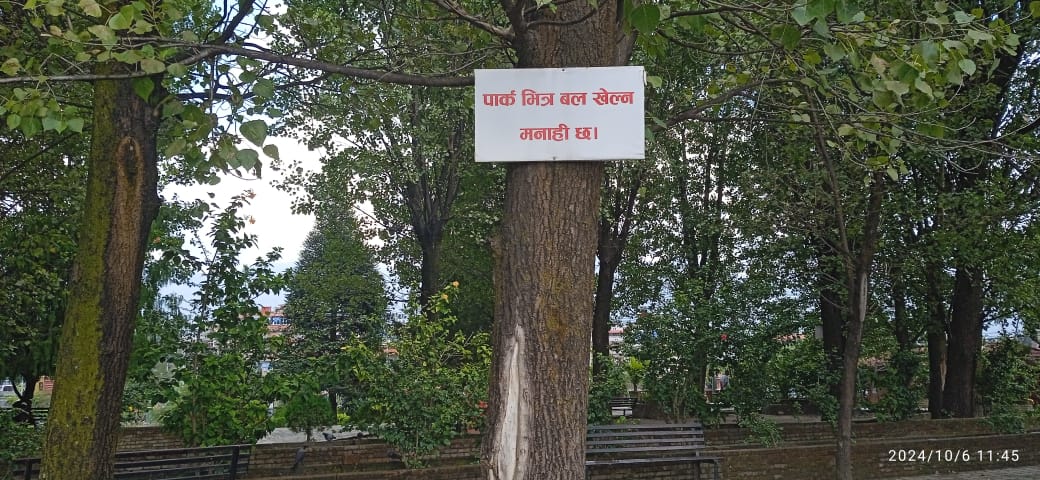 पार्क भित्र बल खेल्न
मनाही छ।
2024/10/6 11:45